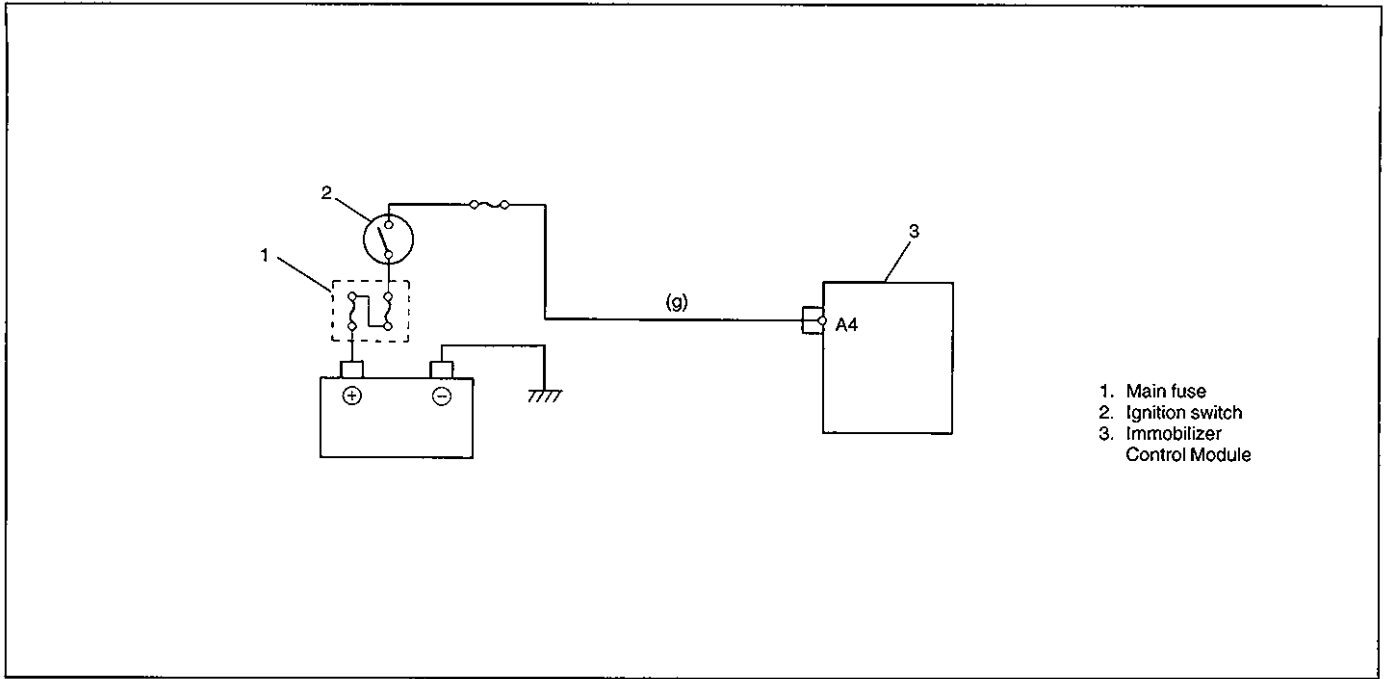 2
1
3
(g)
A4
+
−
1. Main fuse
2. Ignition switch
3. Immobilizer
Control Module